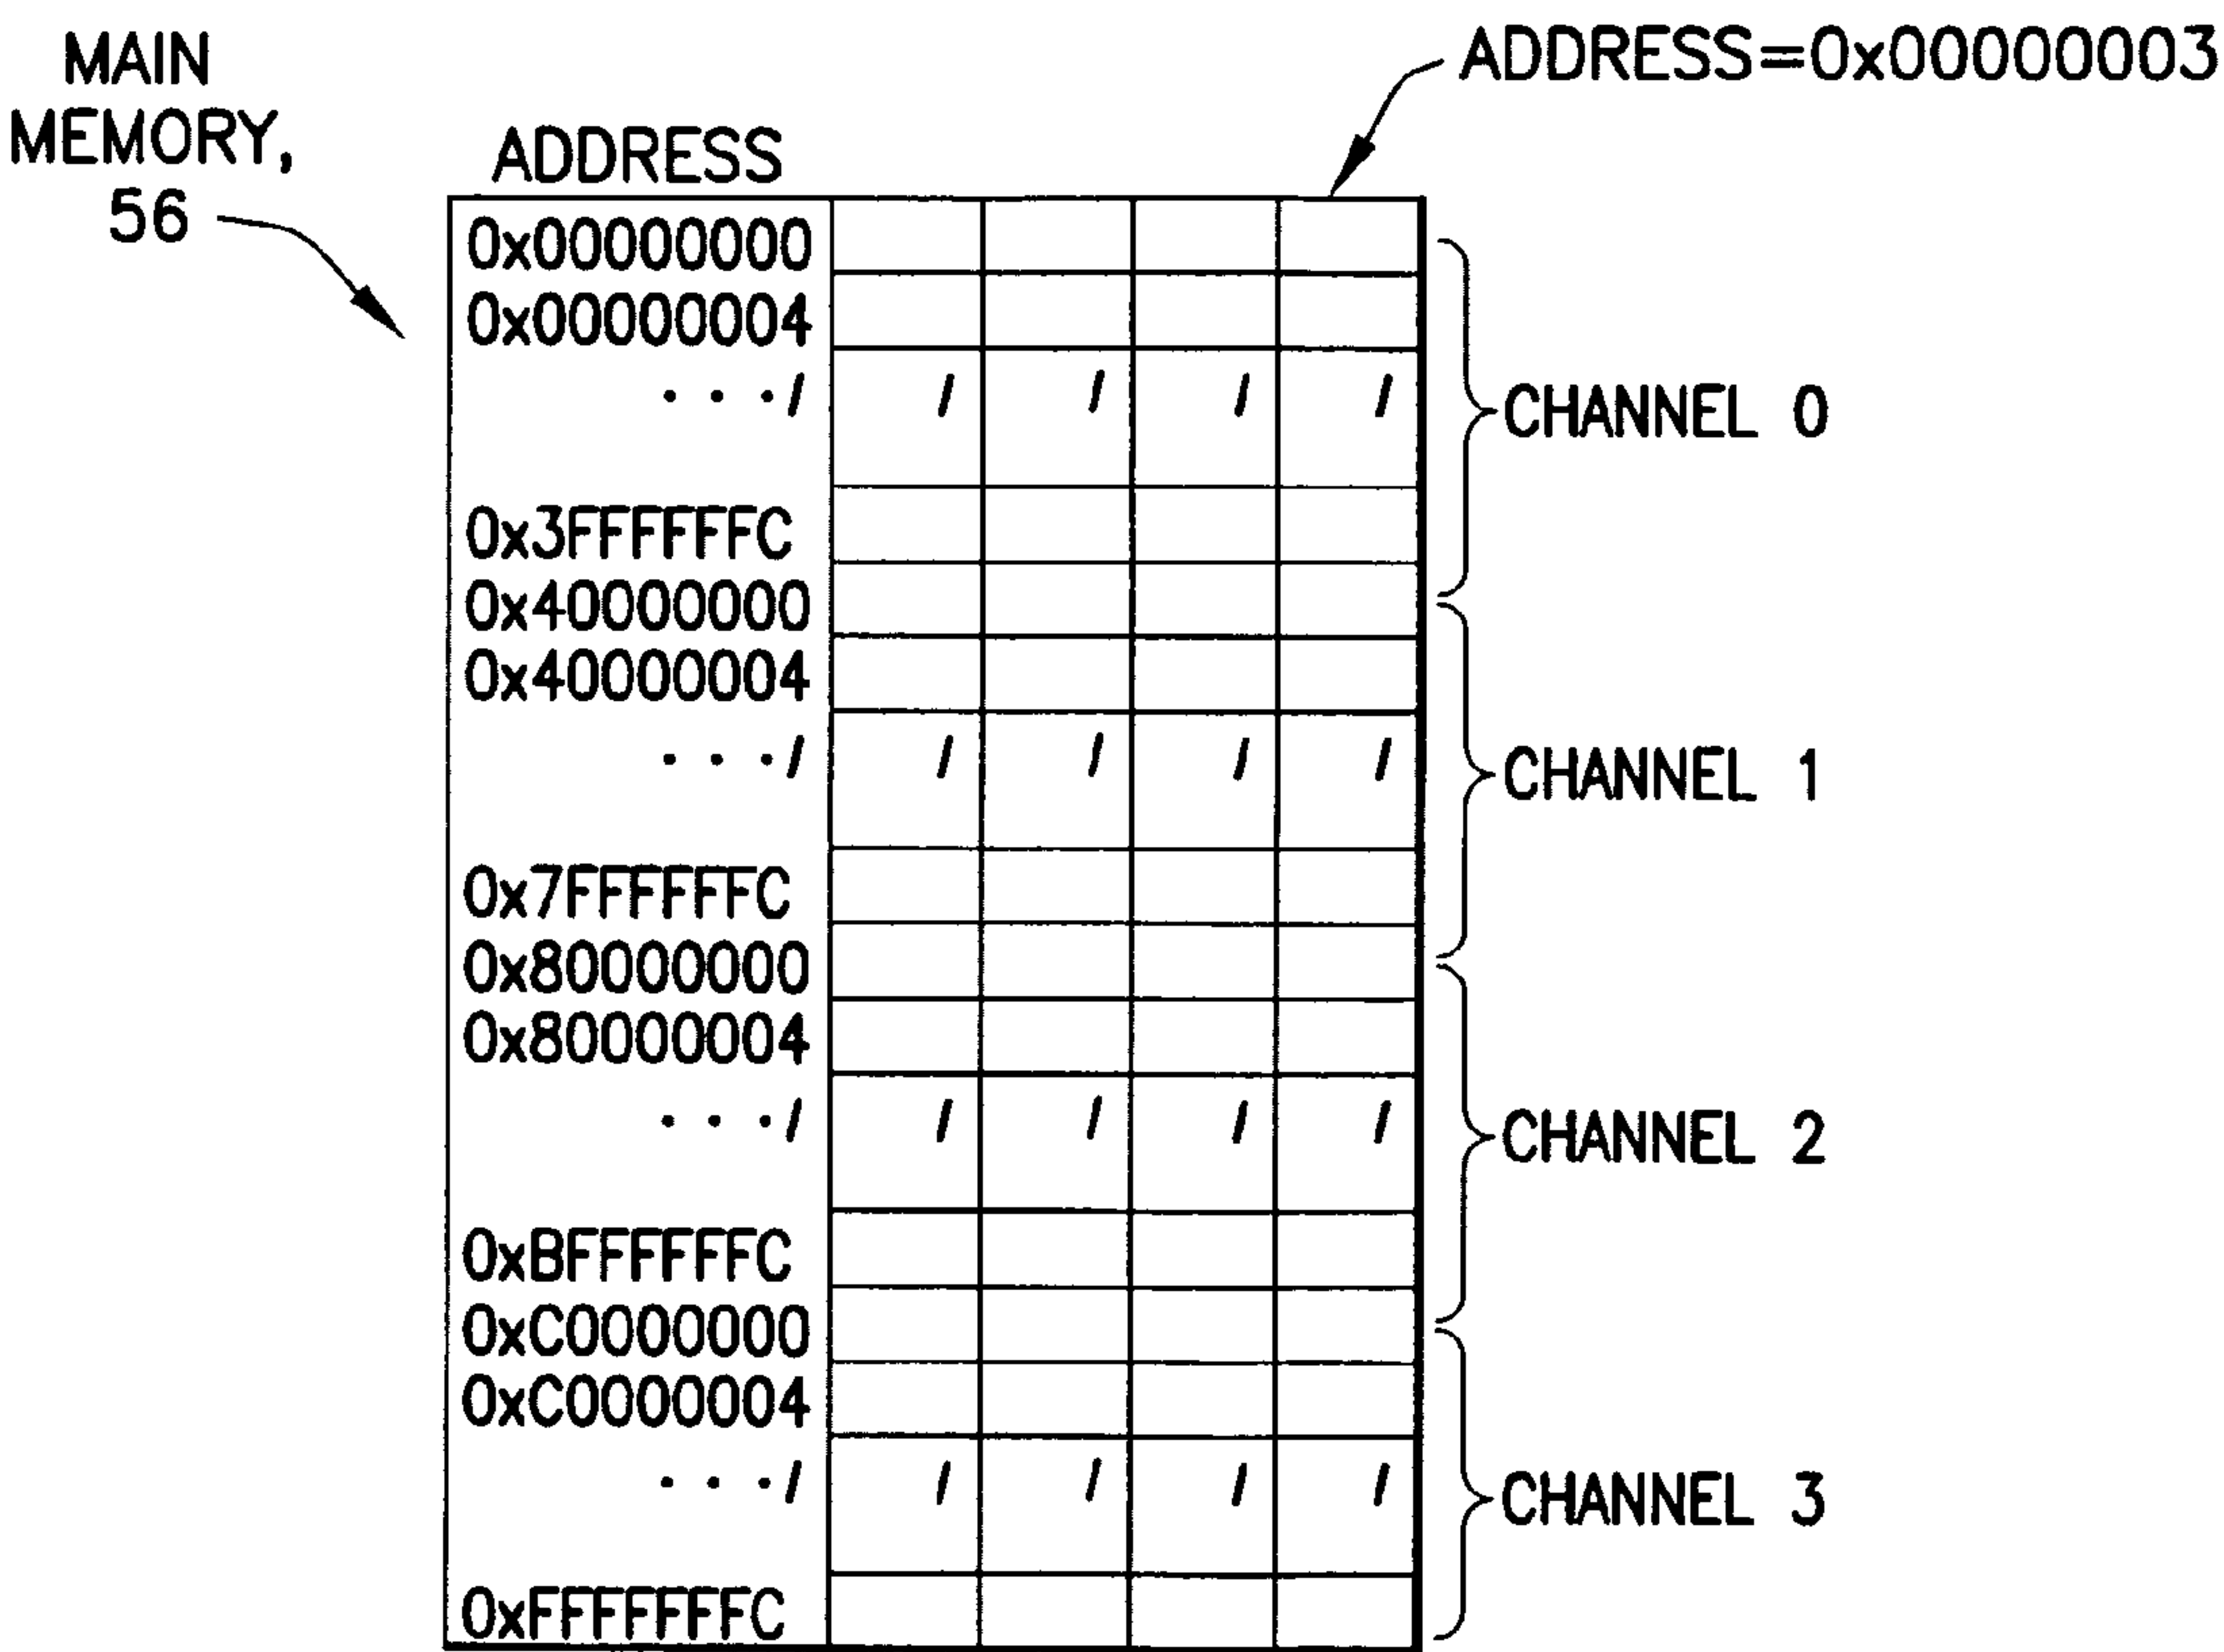 MAIN
MEMORY,
56
ADDRESS=0x00000003
ADDRESS
0x00000000
0x00000004
.../ / / / /
0x3FFFFFFC
0x40000000
0x40000004
.../ / / / /
0x7FFFFFFC
0x80000000
0x80000004
.../ / / / /
0xBFFFFFFC
0xC0000000
0xC0000004
.../ / / / /
0xFFFFFFFC
CHANNEL 0
CHANNEL 1
CHANNEL 2
CHANNEL 3